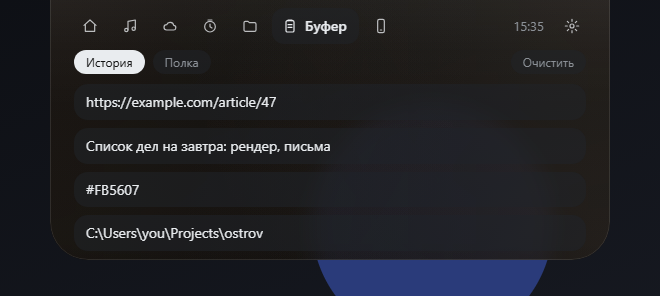 Буфер 15:35
История Полка Очистить
https://example.com/article/47
Список дел на завтра: рендер, письма
#FB5607
C:\Users\you\Projects\ostrov